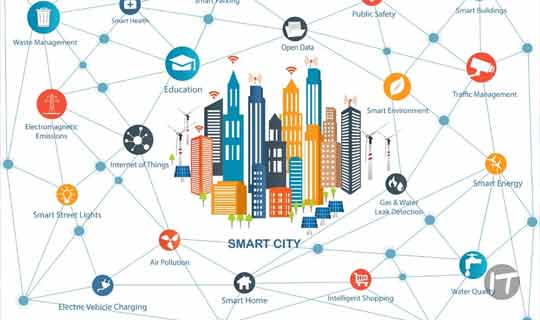 Smart Parking
Smart Health
Public Safety
Smart Buildings
Waste Management
Open Data
Education
Smart Environment
Traffic Management
Electromagnetic
Emissions
Internet of Things
Smart Energy
Gas & Water
Leak Detection
Smart Street Lights
SMART CITY
Air Pollution
Electric Vehicle Charging
Smart Home
Intelligent Shopping
Water Quality
IT